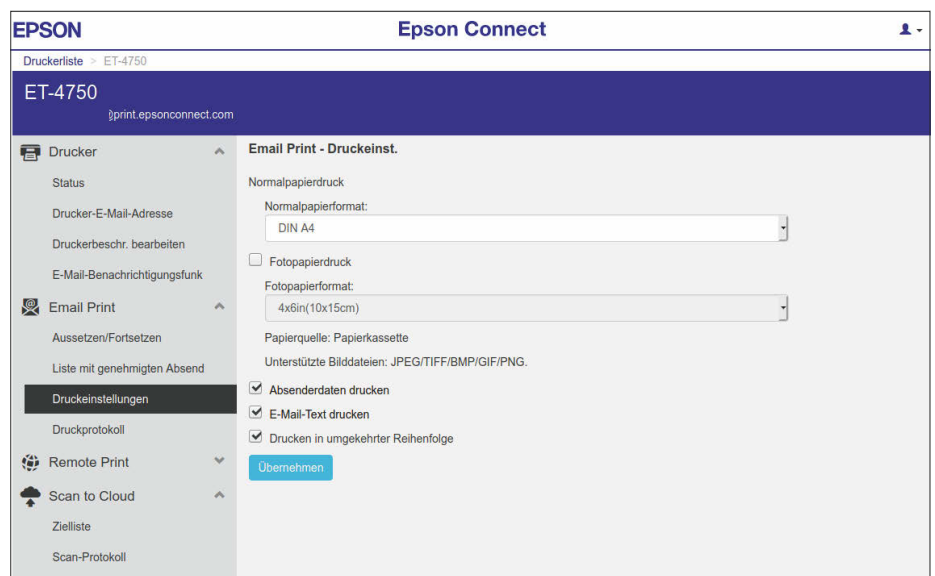 EPSON
Epson Connect
Druckerliste > ET-4750
ET-4750
@print.epsonconnect.com
Drucker
Status
Drucker-E-Mail-Adresse
Druckerbeschr. bearbeiten
E-Mail-Benachrichtigungsfunk
Email Print
Aussetzen/Fortsetzen
Liste mit genehmigten Absend
Druckeinstellungen
Druckprotokoll
Remote Print
Scan to Cloud
Zielliste
Scan-Protokoll
Email Print - Druckeinst.
Normalpapierdruck
Normalpapierformat:
DIN A4
Fotopapierdruck
Fotopapierformat:
4x6in(10x15cm)
Papierquelle: Papierkassette
Unterstützte Bilddateien: JPEG/TIFF/BMP/GIF/PNG.
Absenderdaten drucken
E-Mail-Text drucken
Drucken in umgekehrter Reihenfolge
Übernehmen